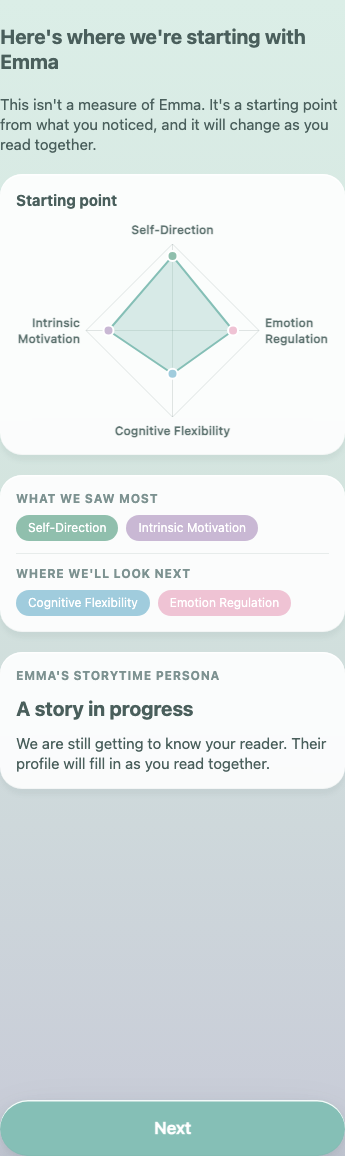 Here's where we're starting with
Emma
This isn't a measure of Emma. It's a starting point
from what you noticed, and it will change as you
read together.
Starting point
Self-Direction
Intrinsic
Motivation
Emotion
Regulation
Cognitive Flexibility
WHAT WE SAW MOST
Self-Direction
Intrinsic Motivation
WHERE WE'LL LOOK NEXT
Cognitive Flexibility
Emotion Regulation
EMMA'S STORYTIME PERSONA
A story in progress
We are still getting to know your reader. Their
profile will fill in as you read together.
Next